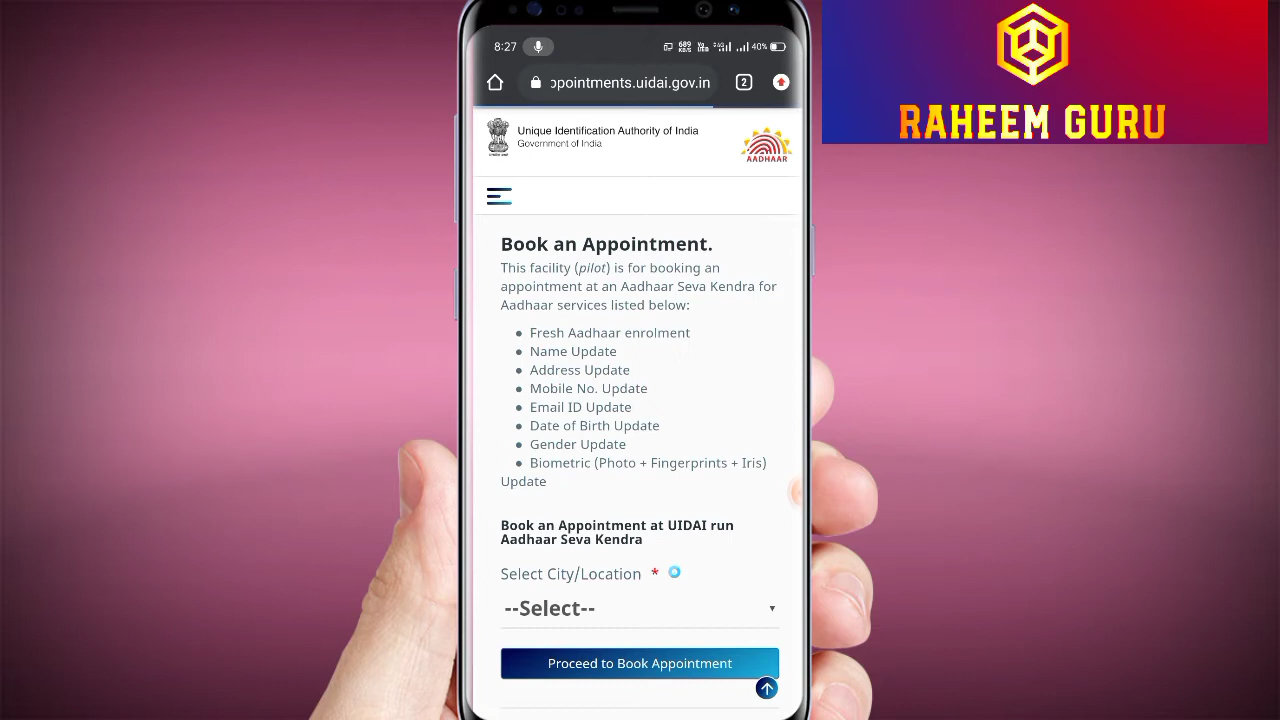 RAHEEM GURU
8:27
689
KB/S
40%
ppointments.uidai.gov.in
2
Unique Identification Authority of India
Government of India
AADHAAR
Book an Appointment.
This facility (pilot) is for booking an
appointment at an Aadhaar Seva Kendra for
Aadhaar services listed below:
● Fresh Aadhaar enrolment
● Name Update
● Address Update
● Mobile No. Update
● Email ID Update
● Date of Birth Update
● Gender Update
● Biometric (Photo + Fingerprints + Iris)
Update
Book an Appointment at UIDAI run
Aadhaar Seva Kendra
Select City/Location *
--Select--
Proceed to Book Appointment